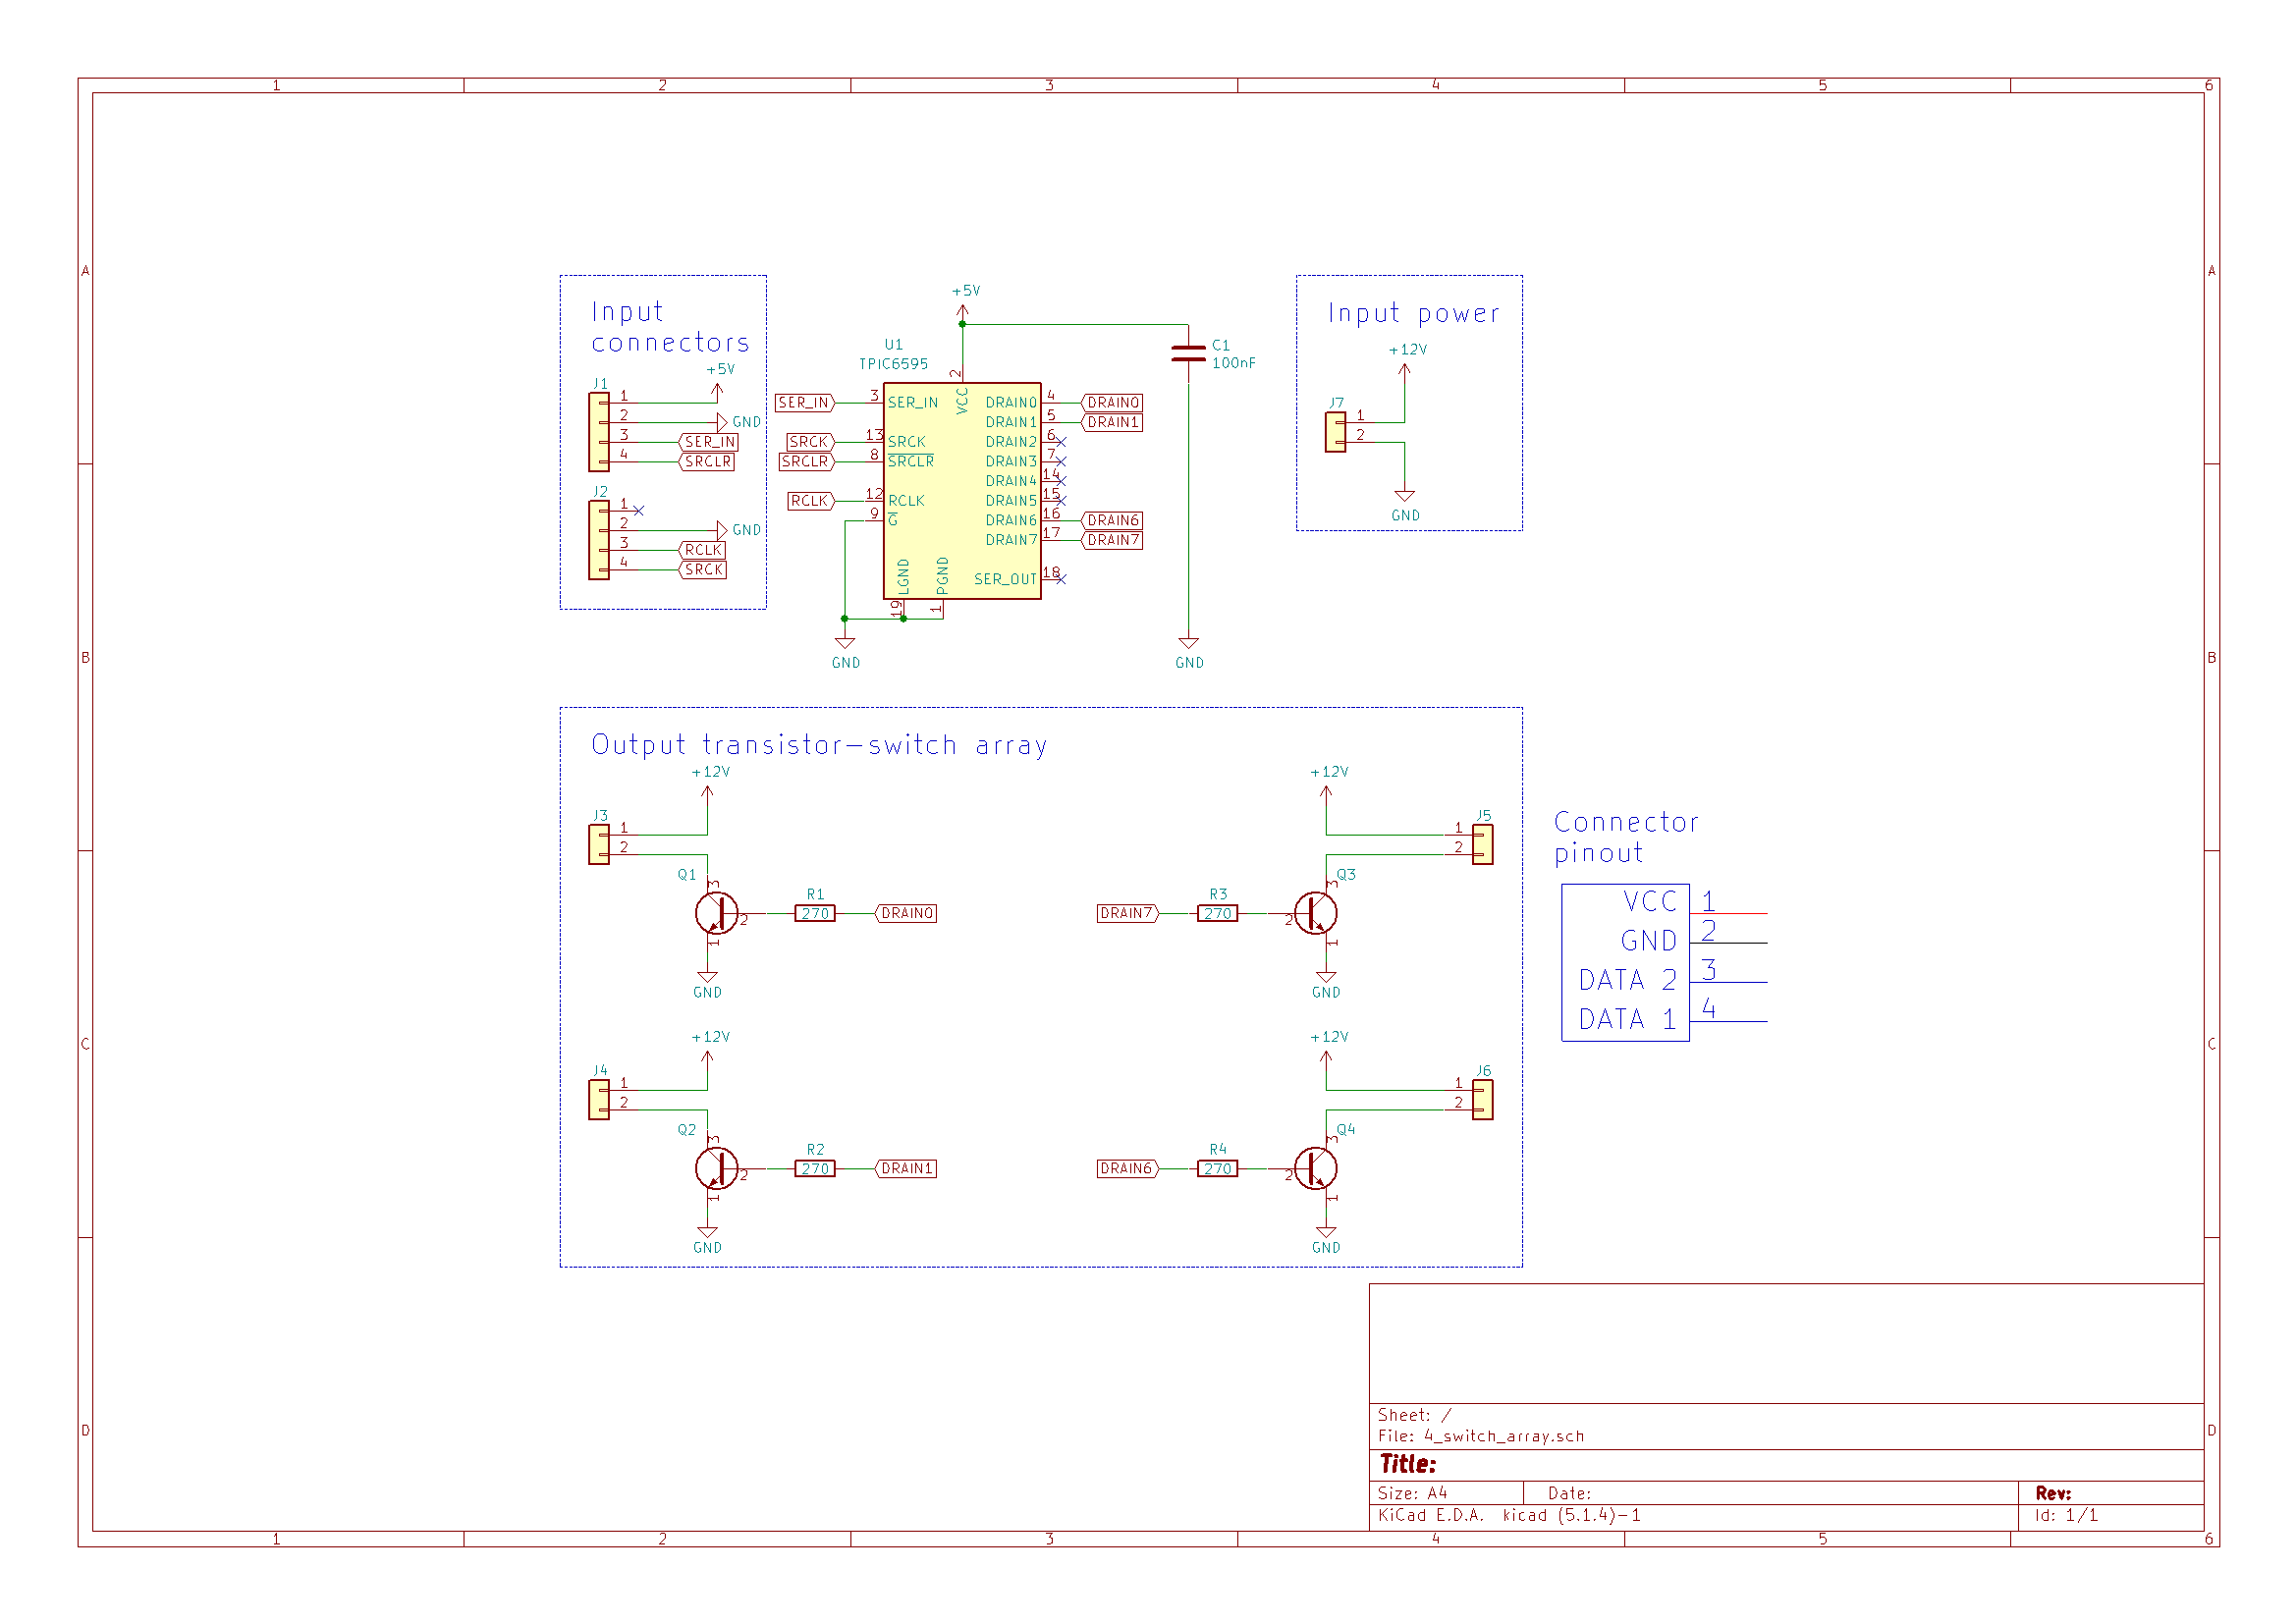 1 2 3 4 5 6
A A
B B
C C
D D
Input
connectors
+5V
J1
1
2 GND
3 SER_IN
4 SRCLR
J2
1
2 GND
3 RCLK
4 SRCK
+5V
U1
TPIC6595
2
VCC
SER_IN 3 SER_IN
SRCK 13 SRCK
SRCLR 8 SRCLR
RCLK 12 RCLK
9 G
DRAIN0 4 DRAIN0
DRAIN1 5 DRAIN1
DRAIN2 6
DRAIN3 7
DRAIN4 14
DRAIN5 15
DRAIN6 16 DRAIN6
DRAIN7 17 DRAIN7
SER_OUT 18
LGND PGND
19 1
GND
C1
100nF
GND
Input power
+12V
J7
1
2
GND
Output transistor-switch array
+12V
J3
1
2
Q1
3
2
1
R1
270
DRAIN0
GND
+12V
J5
1
2
Q3
3
2
1
R3
270
DRAIN7
GND
+12V
J4
1
2
Q2
3
2
1
R2
270
DRAIN1
GND
+12V
J6
1
2
Q4
3
2
1
R4
270
DRAIN6
GND
Connector
pinout
VCC 1
GND 2
DATA 2 3
DATA 1 4
Sheet: /
File: 4_switch_array.sch
Title:
Size: A4 Date: Rev:
KiCad E.D.A. kicad (5.1.4)-1 Id: 1/1
1 2 3 4 5 6